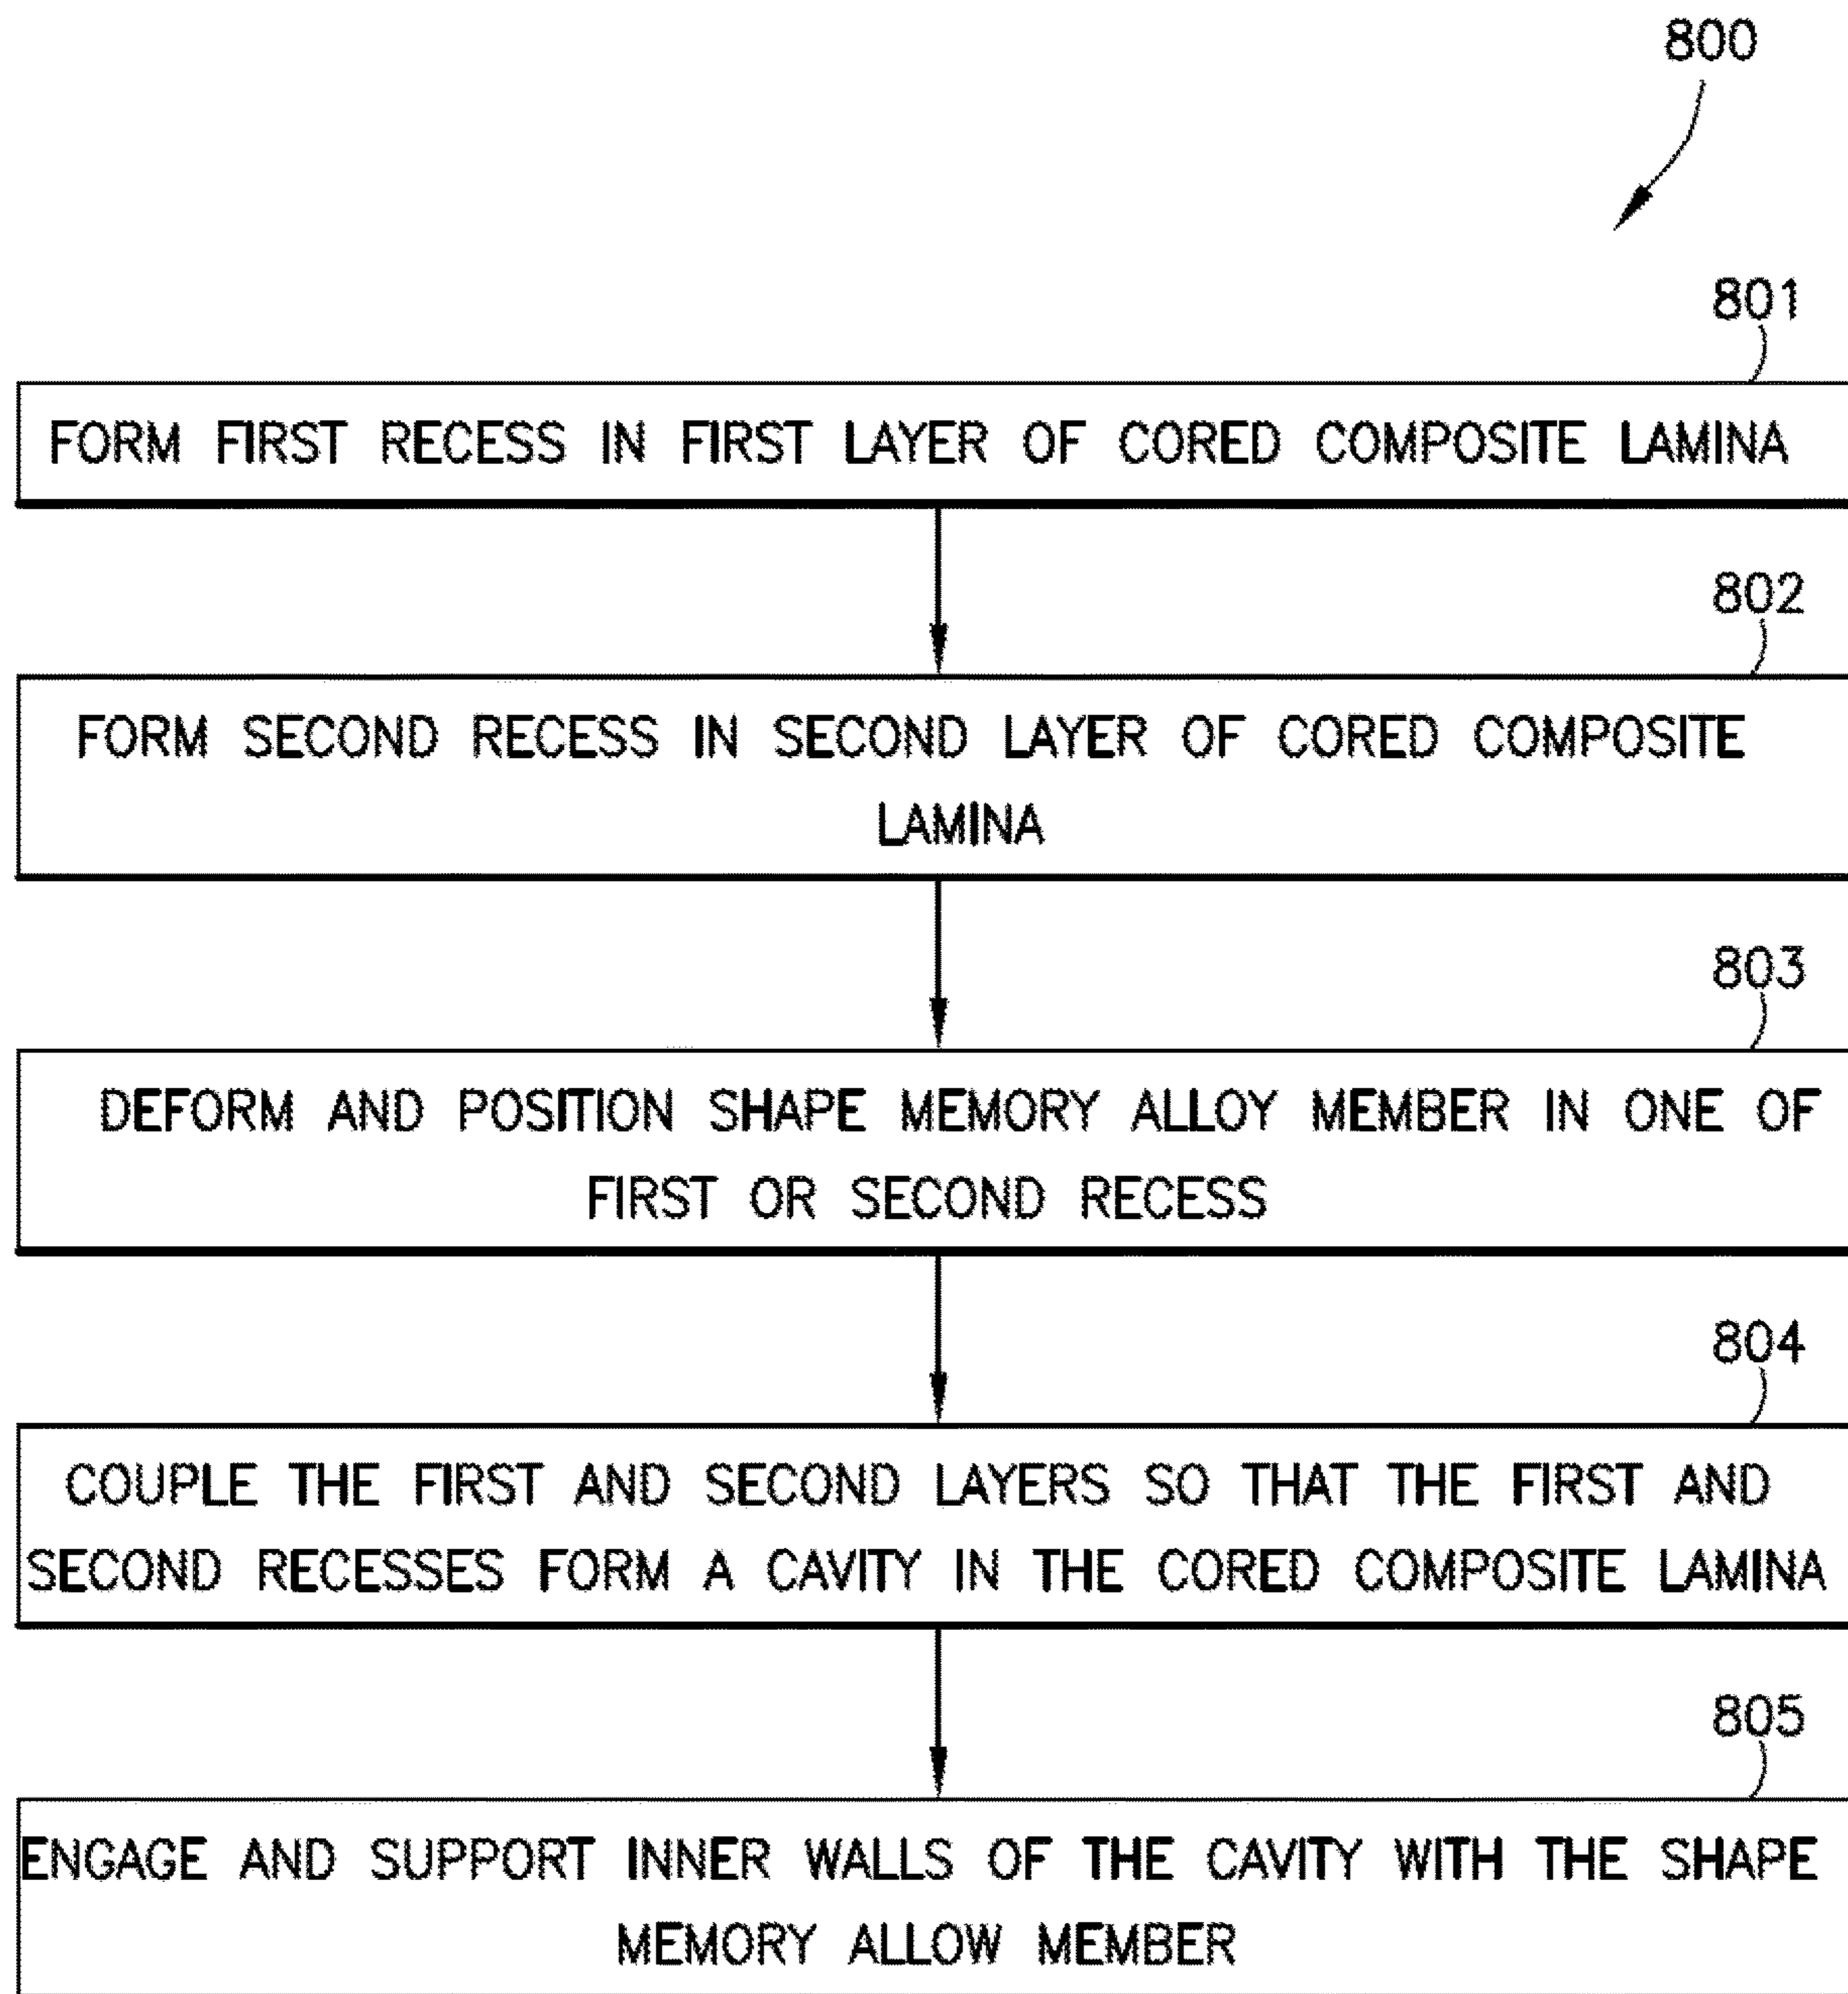 800
801
FORM FIRST RECESS IN FIRST LAYER OF CORED COMPOSITE LAMINA
802
FORM SECOND RECESS IN SECOND LAYER OF CORED COMPOSITE
LAMINA
803
DEFORM AND POSITION SHAPE MEMORY ALLOY MEMBER IN ONE OF
FIRST OR SECOND RECESS
804
COUPLE THE FIRST AND SECOND LAYERS SO THAT THE FIRST AND
SECOND RECESSES FORM A CAVITY IN THE CORED COMPOSITE LAMINA
805
ENGAGE AND SUPPORT INNER WALLS OF THE CAVITY WITH THE SHAPE
MEMORY ALLOW MEMBER